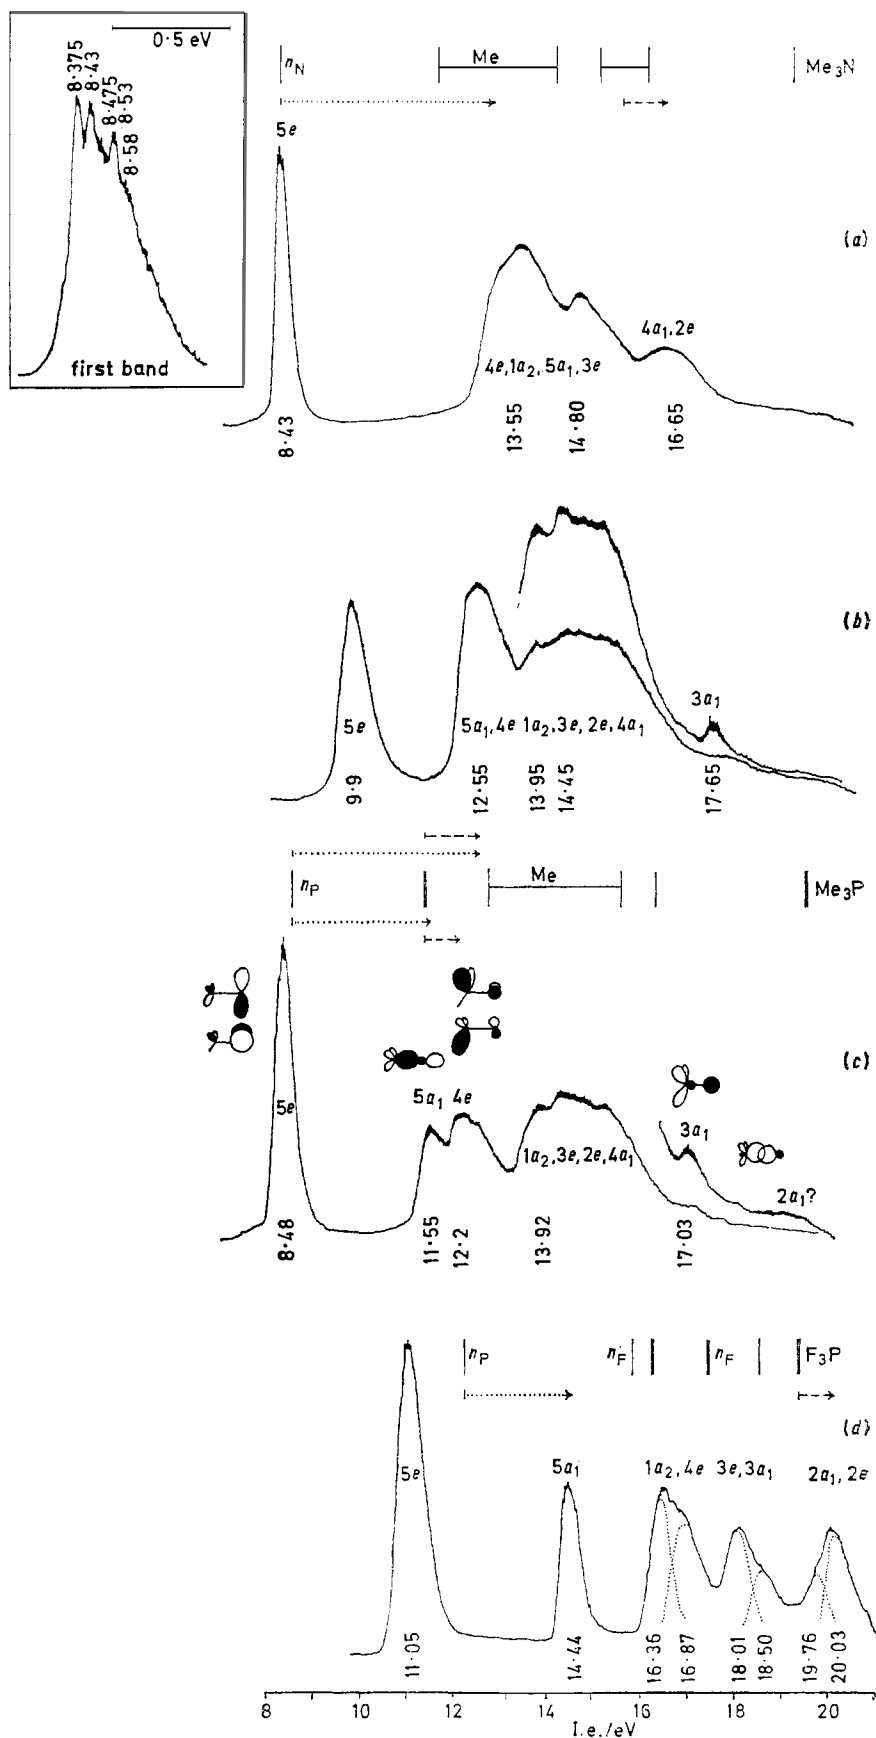 0·5 eV
8·375
8·43
8·475
8·53
8·58
first band
nN
Me
Me3N
5e
(a)
4a1,2e
4e,1a2,5a1,3e
8·43
13·55
14·80
16·65
(b)
3a1
5e
5a1,4e 1a2,3e,2e,4a1
9·9
12·55
13·95
14·45
17·65
nP
Me
Me3P
(c)
5a1 4e
5e
3a1
1a2,3e,2e,4a1
2a1?
8·48
11·55
12·2
13·92
17·03
nP
nF
nF
F3P
(d)
5e
5a1
1a2,4e
3e,3a1
2a1,2e
11·05
14·44
16·36
16·87
18·01
18·50
19·76
20·03
8 10 12 14 16 18 20
I.e./eV